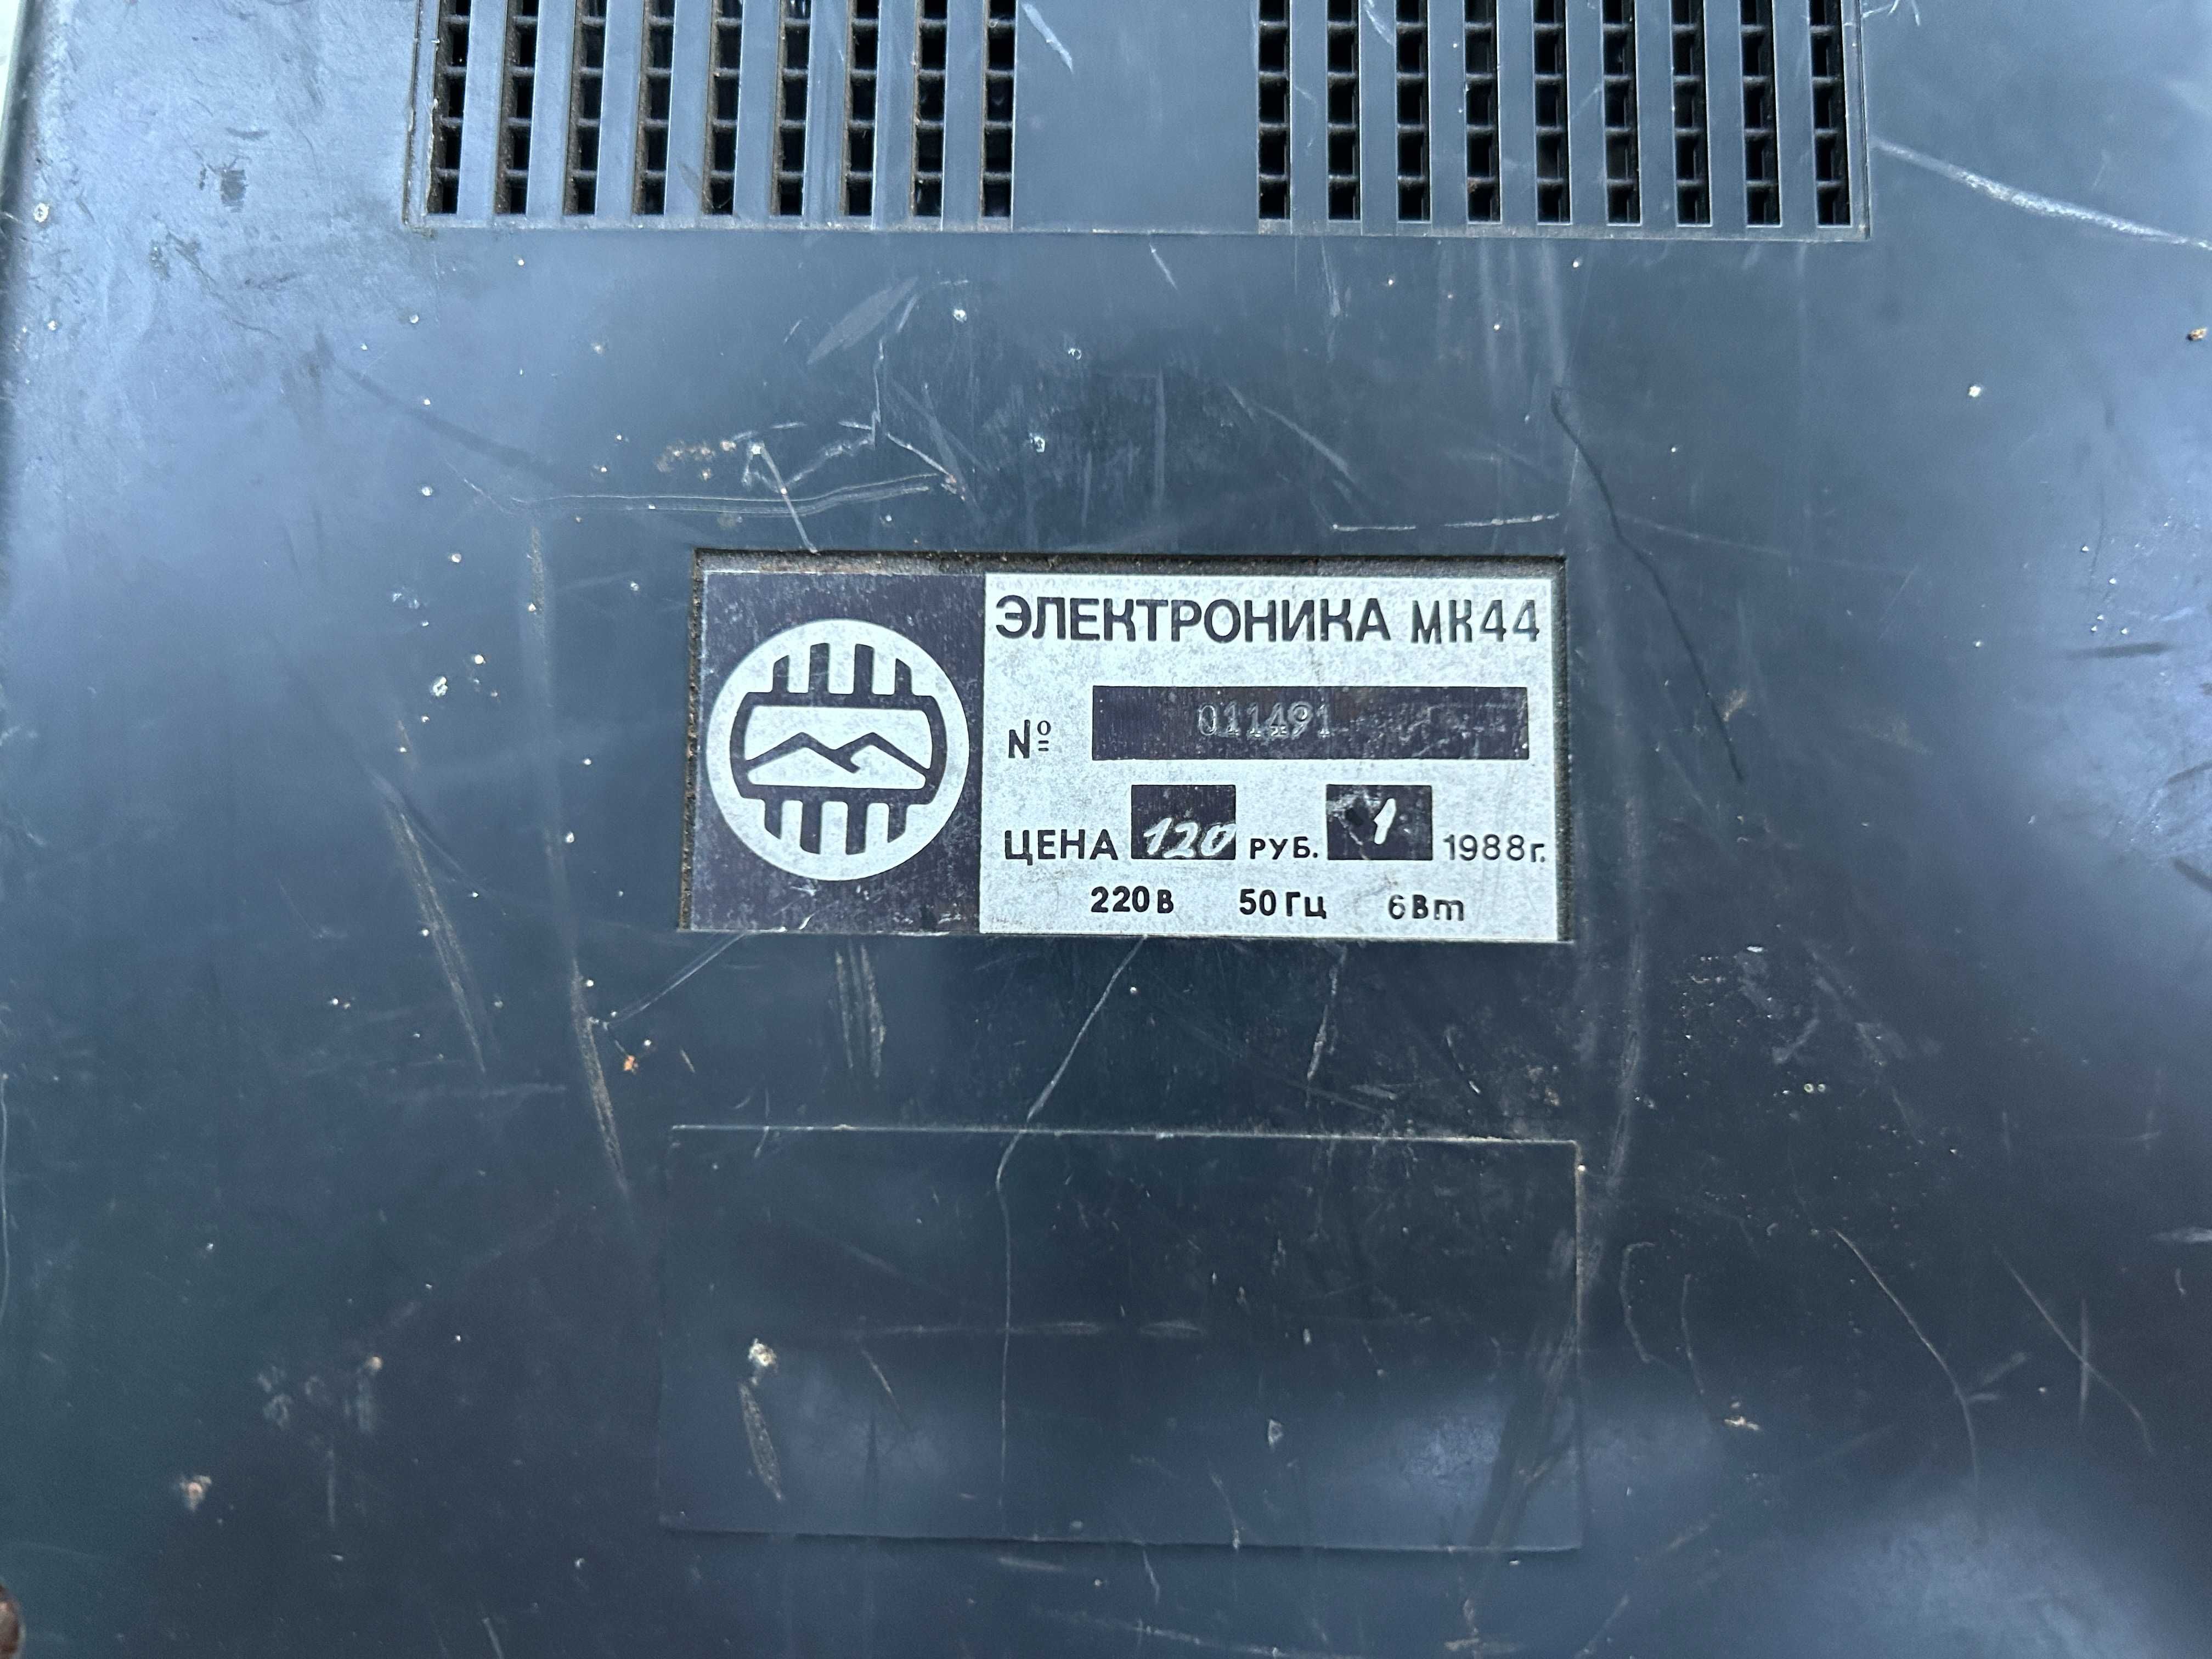 ЭЛЕКТРОНИКА МК44
№ 011491
ЦЕНА 120 РУБ. 1 1988г.
220В 50Гц 6Вт